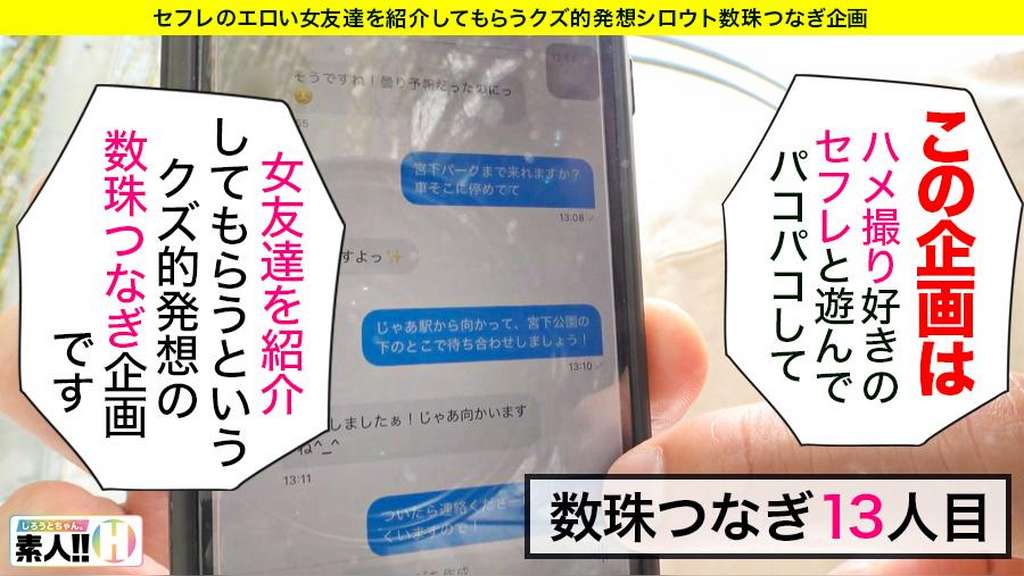 セフレのエロい女友達を紹介してもらうクズ的発想シロウト数珠つなぎ企画
この企画は
ハメ撮り好きの
セフレと遊んで
パコパコして
女友達を紹介
してもらうという
クズ的発想の
数珠つなぎ企画
です
そうですね！曇り予報だったのにっ
宮下パークまで来れますか？
車そこに停めてて
13:08
すよっ✨
じゃあ駅から向かって、宮下公園の
下のとこで待ち合わせしましょう！
13:10
しましたぁ！じゃあ向かいます
ね^_^
13:11
ついたら連絡くださ
くいますので！
数珠つなぎ13人目
しろうとちゃん。
素人!!H